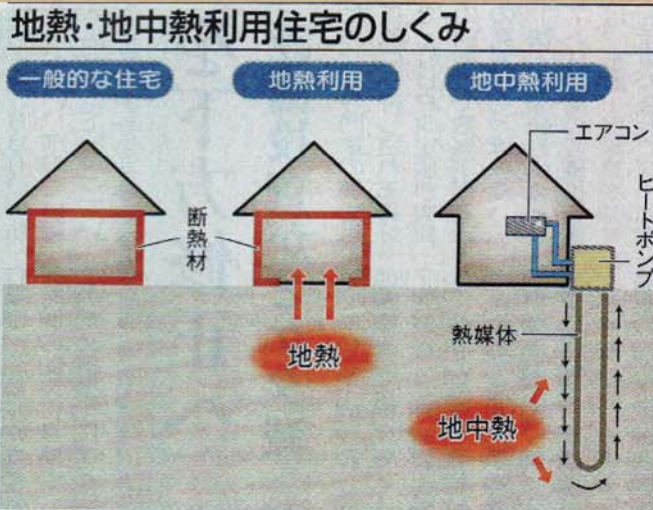 地熱・地中熱利用住宅のしくみ
一般的な住宅
地熱利用
地中熱利用
エアコン
ヒートポンプ
断熱材
熱媒体
地熱
地中熱